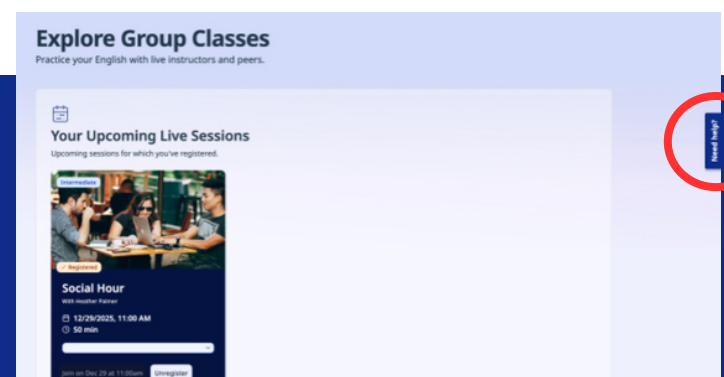 Explore Group Classes
Practice your English with live instructors and peers.
Need help?
Your Upcoming Live Sessions
Upcoming sessions for which you've registered.
Intermediate
✓ Registered
Social Hour
With Heather Palmer
12/29/2025, 11:00 AM
50 min
Join on Dec 29 at 11:00am
Unregister